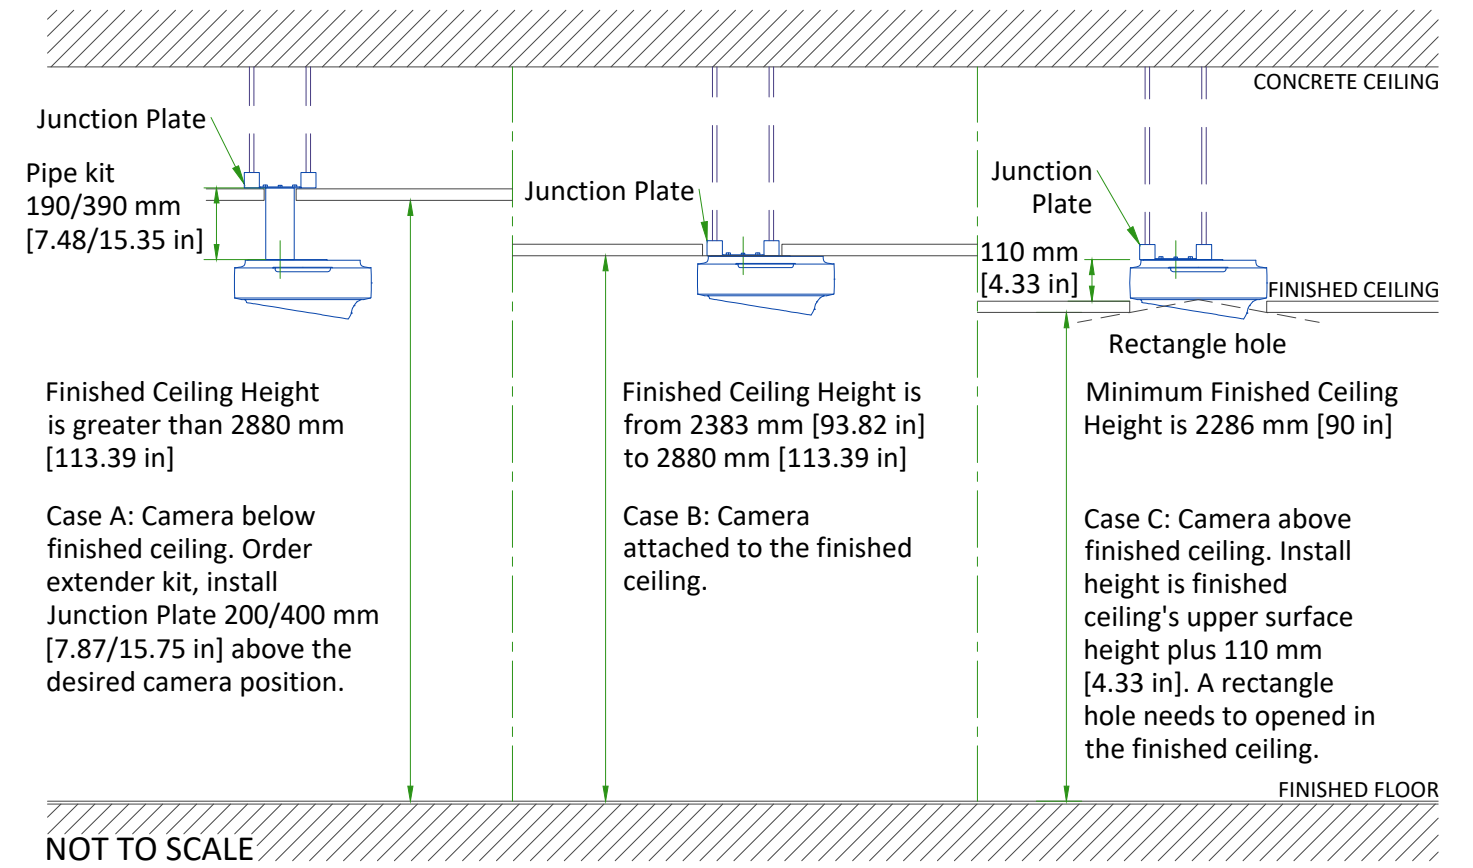 CONCRETE CEILING
Junction Plate
Pipe kit
190/390 mm
[7.48/15.35 in]
Junction Plate
Junction
Plate
110 mm
[4.33 in]
FINISHED CEILING
Rectangle hole
Finished Ceiling Height
is greater than 2880 mm
[113.39 in]
Case A: Camera below
finished ceiling. Order
extender kit, install
Junction Plate 200/400 mm
[7.87/15.75 in] above the
desired camera position.
Finished Ceiling Height is
from 2383 mm [93.82 in]
to 2880 mm [113.39 in]
Case B: Camera
attached to the finished
ceiling.
Minimum Finished Ceiling
Height is 2286 mm [90 in]
Case C: Camera above
finished ceiling. Install
height is finished
ceiling's upper surface
height plus 110 mm
[4.33 in]. A rectangle
hole needs to opened in
the finished ceiling.
FINISHED FLOOR
NOT TO SCALE